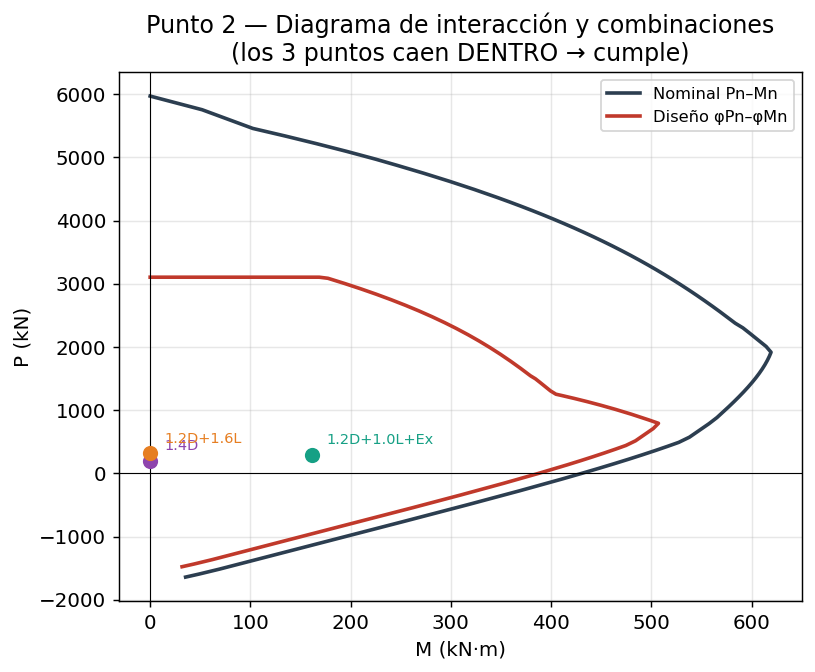 Punto 2 — Diagrama de interacción y combinaciones
(los 3 puntos caen DENTRO → cumple)
Nominal Pn–Mn
Diseño φPn–φMn
P (kN)
6000
5000
4000
3000
2000
1000
0
−1000
−2000
1.2D+1.6L
1.4D
1.2D+1.0L+Ex
0 100 200 300 400 500 600
M (kN·m)